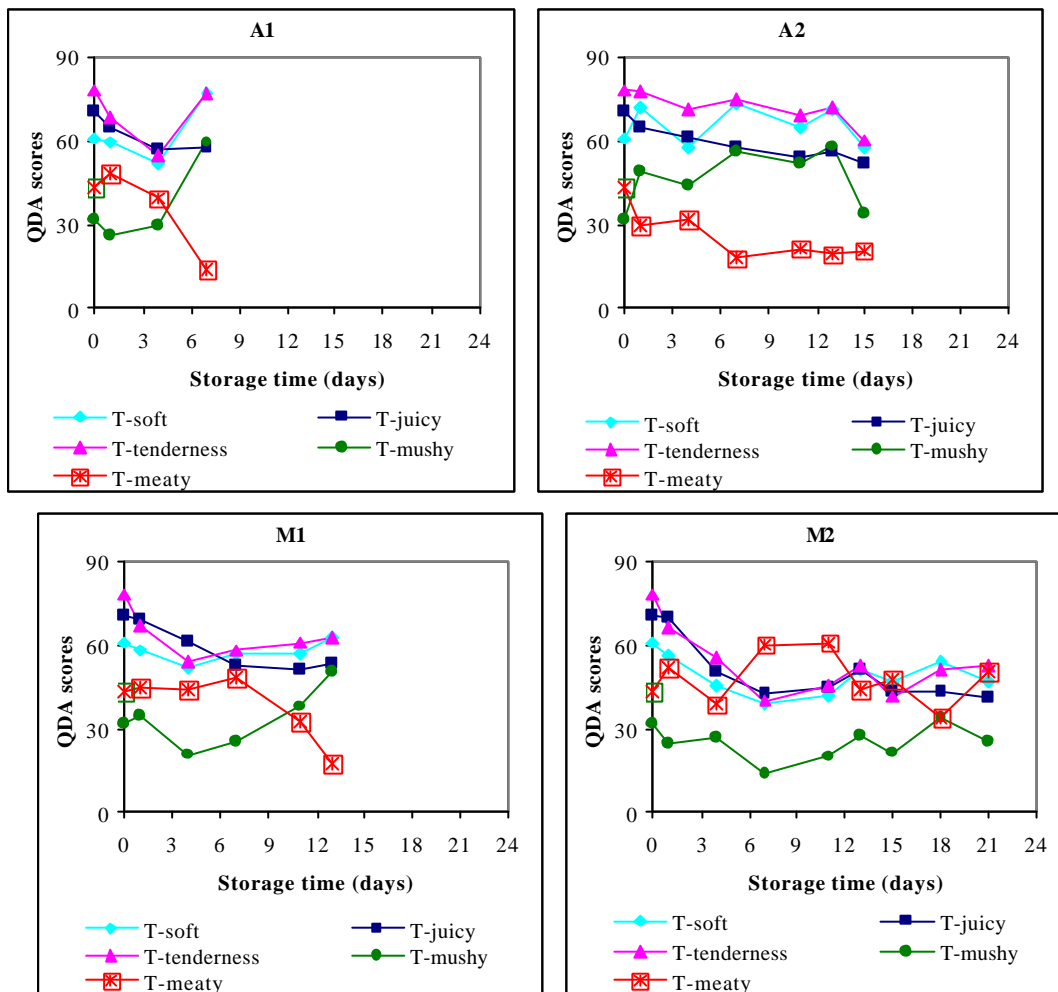 A1
90
60
30
0
QDA scores
0 3 6 9 12 15 18 21 24
Storage time (days)
T-soft T-juicy
T-tenderness T-mushy
T-meaty
A2
90
60
30
0
QDA scores
0 3 6 9 12 15 18 21 24
Storage time (days)
T-soft T-juicy
T-tenderness T-mushy
T-meaty
M1
90
60
30
0
QDA scores
0 3 6 9 12 15 18 21 24
Storage time (days)
T-soft T-juicy
T-tenderness T-mushy
T-meaty
M2
90
60
30
0
QDA scores
0 3 6 9 12 15 18 21 24
Storage time (days)
T-soft T-juicy
T-tenderness T-mushy
T-meaty